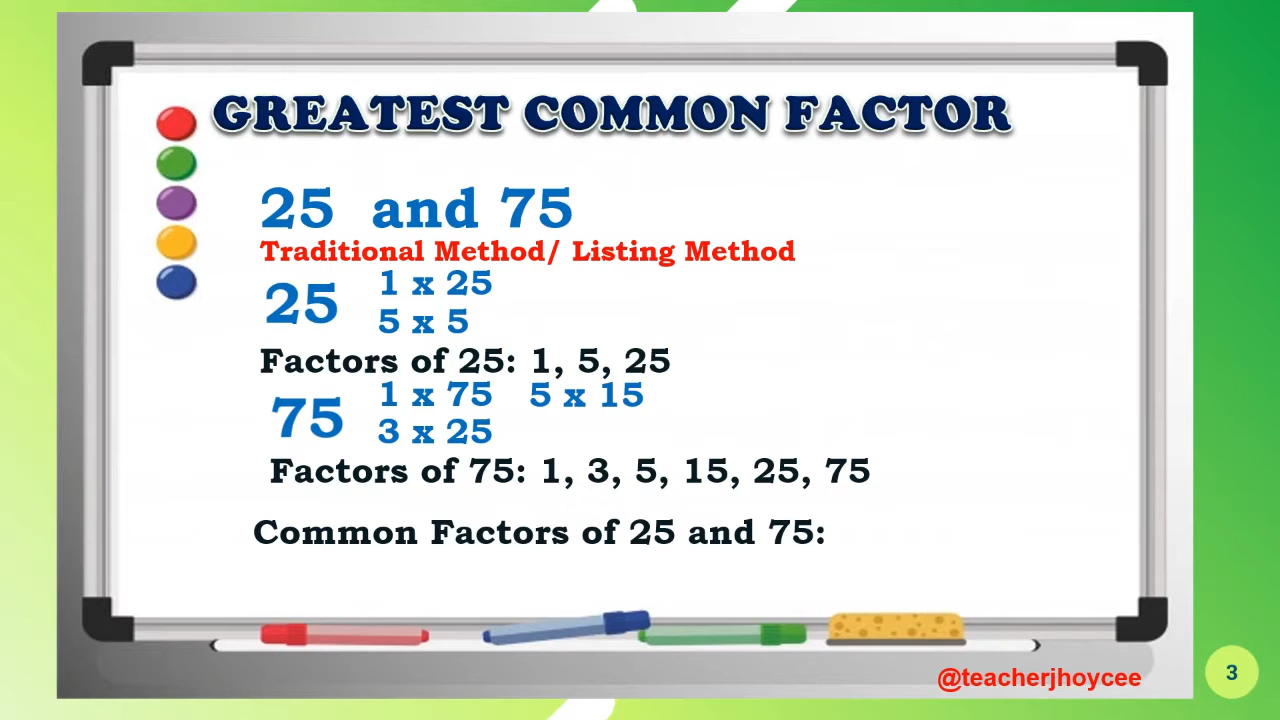 GREATEST COMMON FACTOR
25 and 75
Traditional Method/ Listing Method
25
1 x 25
5 x 5
Factors of 25: 1, 5, 25
75
1 x 75 5 x 15
3 x 25
Factors of 75: 1, 3, 5, 15, 25, 75
Common Factors of 25 and 75:
@teacherjhoycee
3